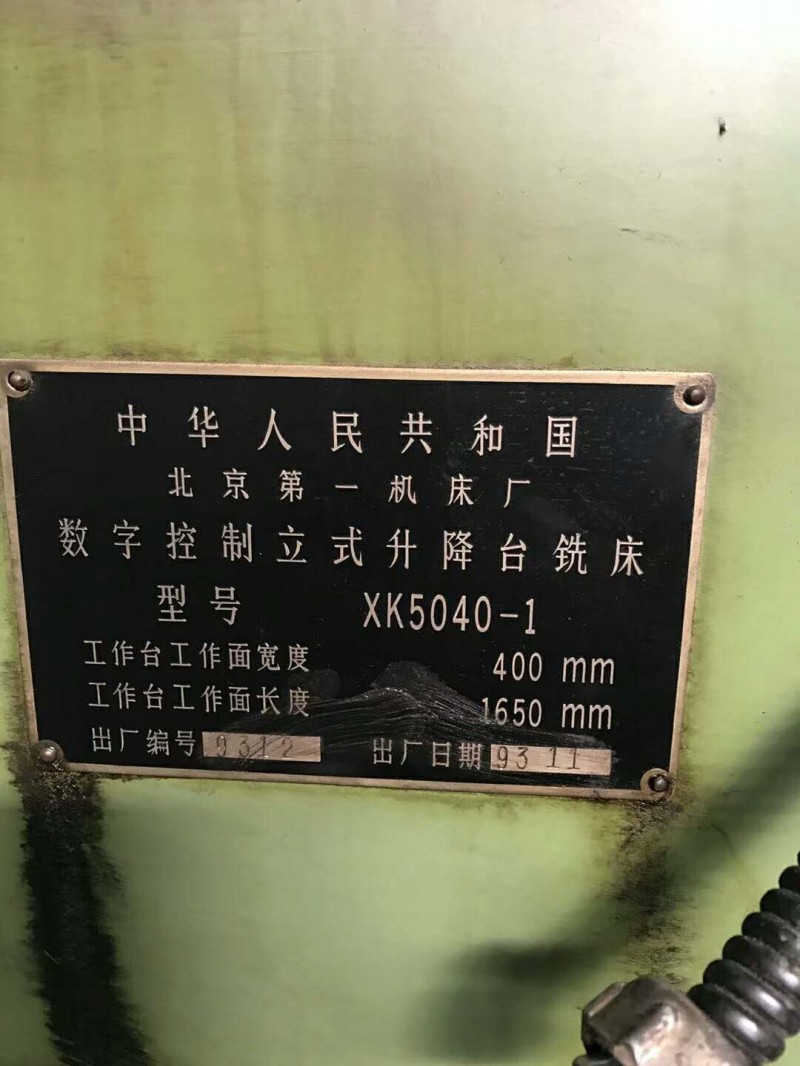 中华人民共和国
北京第一机床厂
数字控制立式升降台铣床
型号 XK5040-1
工作台工作面宽度 400 mm
工作台工作面长度 1650 mm
出厂编号 9312 出厂日期 93 11